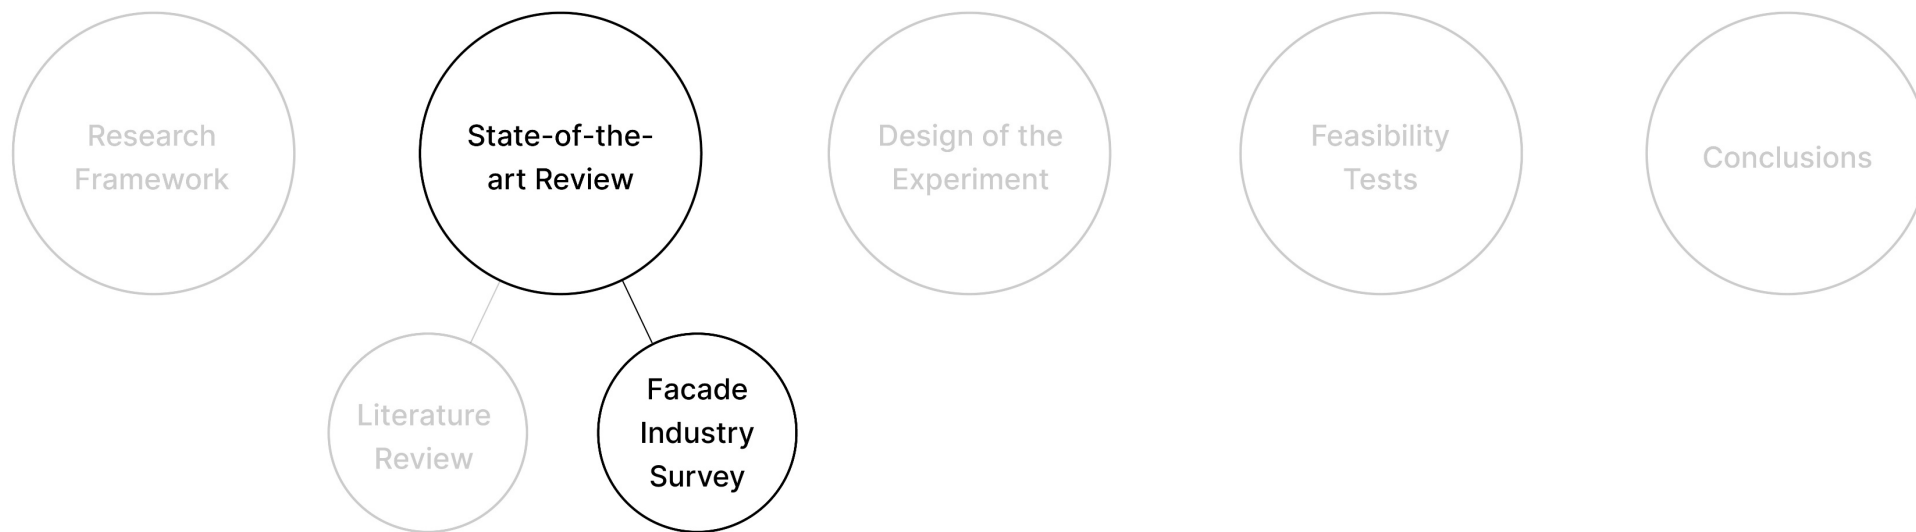 Research
Framework
State-of-the-
art Review
Design of the
Experiment
Feasibility
Tests
Conclusions
Literature
Review
Facade
Industry
Survey